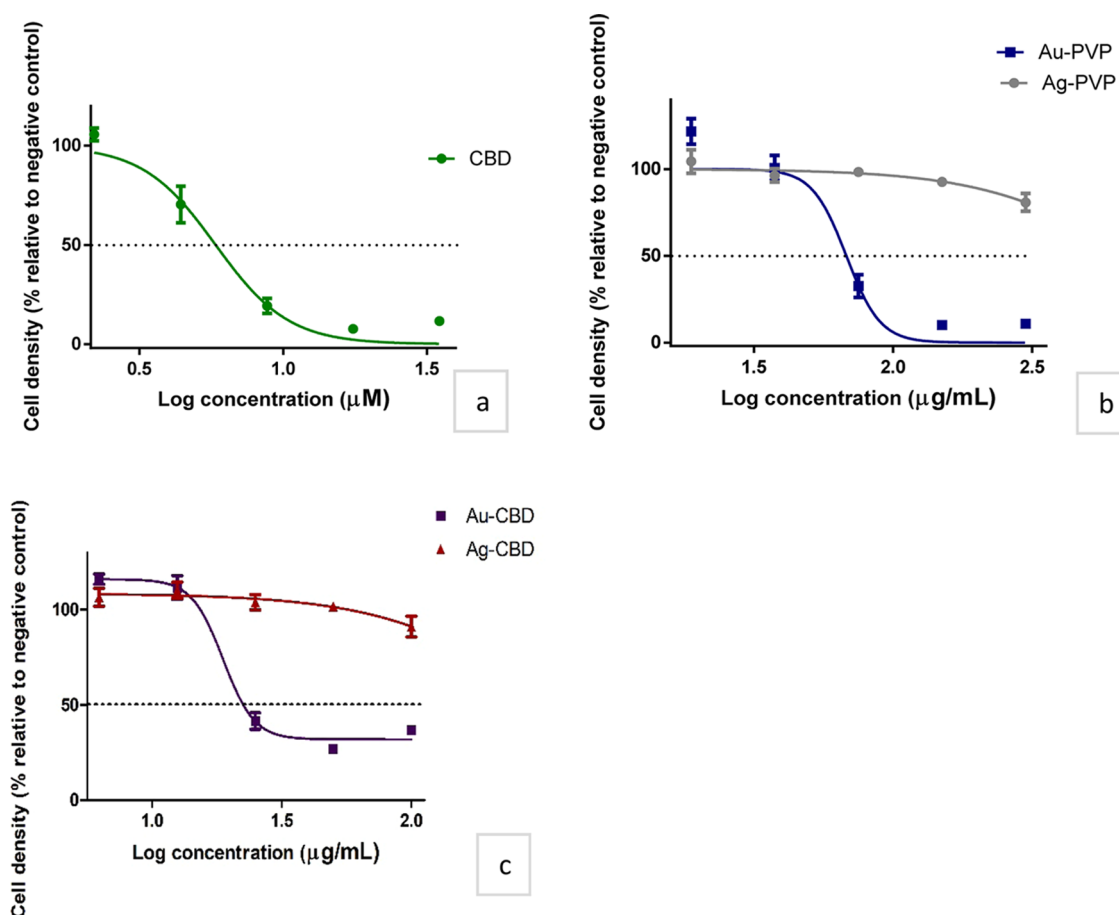 Cell density (% relative to negative control)
100
50
0
0.5 1.0 1.5
Log concentration (μM)
CBD
a
Cell density (% relative to negative control)
100
50
0
1.5 2.0 2.5
Log concentration (μg/mL)
Au-PVP
Ag-PVP
b
Cell density (% relative to negative control)
100
50
0
1.0 1.5 2.0
Log concentration (μg/mL)
Au-CBD
Ag-CBD
c